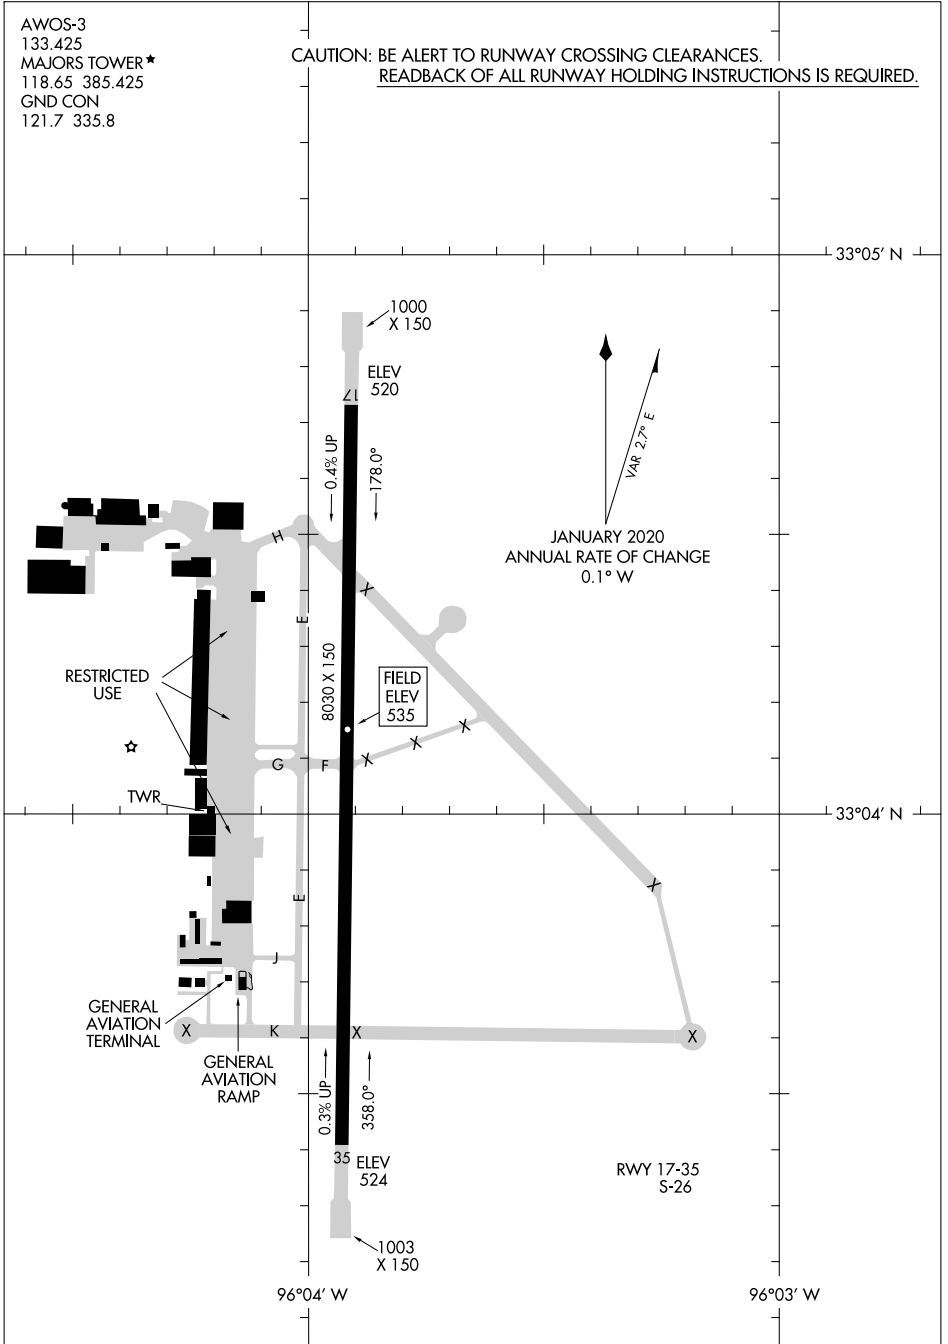 AWOS-3
133.425
MAJORS TOWER★
118.65 385.425
GND CON
121.7 335.8
CAUTION: BE ALERT TO RUNWAY CROSSING CLEARANCES.
READBACK OF ALL RUNWAY HOLDING INSTRUCTIONS IS REQUIRED.
33°05' N
1000
X 150
ELEV
520
17
0.4% UP
178.0°
VAR 2.7° E
JANUARY 2020
ANNUAL RATE OF CHANGE
0.1° W
H
X
E
8030 X 150
RESTRICTED
USE
FIELD
ELEV
535
X
X
X
G
F
TWR
33°04' N
X
E
J
GENERAL
AVIATION
TERMINAL
X
K
X
X
GENERAL
AVIATION
RAMP
0.3% UP
358.0°
35
ELEV
524
RWY 17-35
S-26
1003
X 150
96°04' W
96°03' W